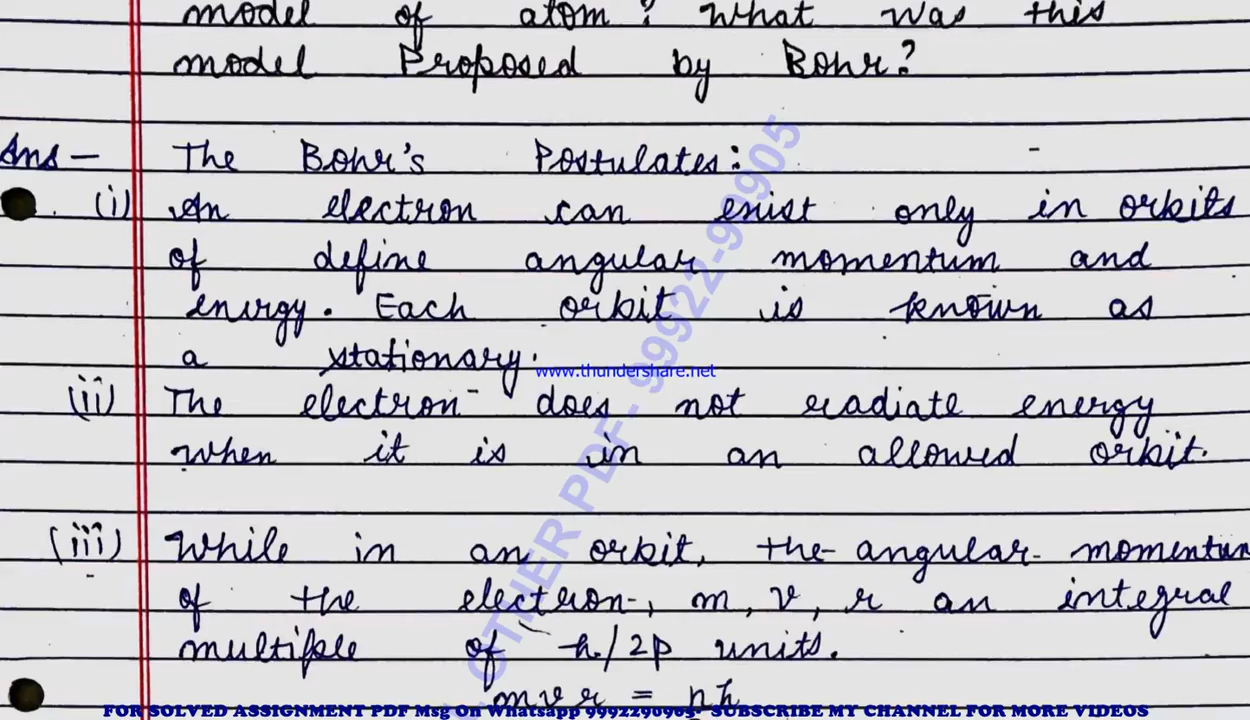 model of atom? What was this
model Proposed by Bohr?
Ans- The Bohr's Postulates:
(i) An electron can exist only in orbits
of define angular momentum and
energy. Each orbit is known as
a stationary.
www.thundershare.net
(ii) The electron does not radiate energy
when it is in an allowed orbit.
(iii) While in an orbit, the angular momentum
of the electron, m, v, r an integral
multiple of h/2p units.
mvr = nh
OTHER PDF- 99922-99905
FOR SOLVED ASSIGNMENT PDF Msg On Whatsapp 9992290905- SUBSCRIBE MY CHANNEL FOR MORE VIDEOS